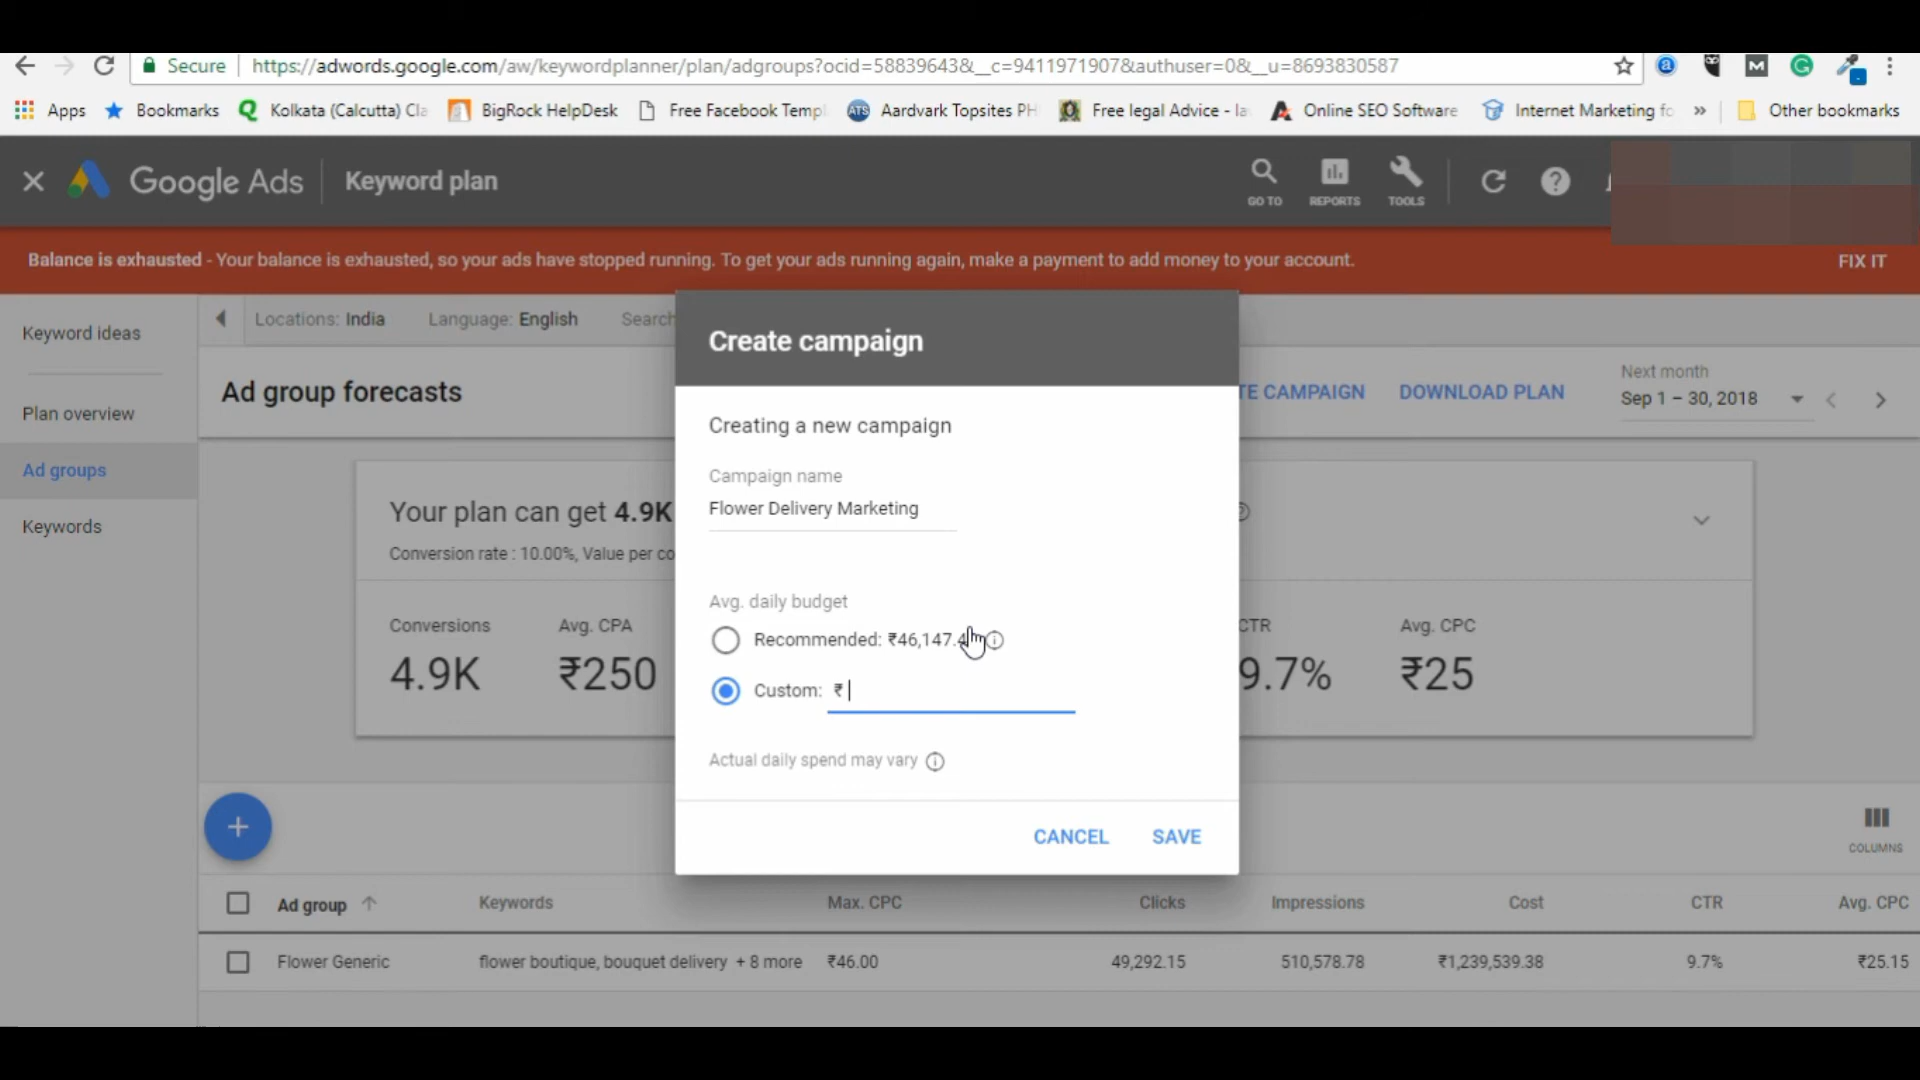 Secure
https://adwords.google.com/aw/keywordplanner/plan/adgroups?ocid=58839643&__c=9411971907&authuser=0&__u=8693830587
Apps Bookmarks Kolkata (Calcutta) Cla BigRock HelpDesk Free Facebook Templ Aardvark Topsites PH Free legal Advice - la Online SEO Software Internet Marketing fo » Other bookmarks
Google Ads Keyword plan
GO TO REPORTS TOOLS
Balance is exhausted - Your balance is exhausted, so your ads have stopped running. To get your ads running again, make a payment to add money to your account. FIX IT
Keyword ideas
Plan overview
Ad groups
Keywords
Locations: India Language: English Search
Ad group forecasts
TE CAMPAIGN DOWNLOAD PLAN
Next month
Sep 1 – 30, 2018
Your plan can get 4.9K
Conversion rate : 10.00%, Value per co
Conversions Avg. CPA CTR Avg. CPC
4.9K ₹250 9.7% ₹25
Create campaign
Creating a new campaign
Campaign name
Flower Delivery Marketing
Avg. daily budget
Recommended: ₹46,147.4
Custom: ₹
Actual daily spend may vary
CANCEL SAVE
COLUMNS
Ad group Keywords Max. CPC Clicks Impressions Cost CTR Avg. CPC
Flower Generic flower boutique, bouquet delivery + 8 more ₹46.00 49,292.15 510,578.78 ₹1,239,539.38 9.7% ₹25.15